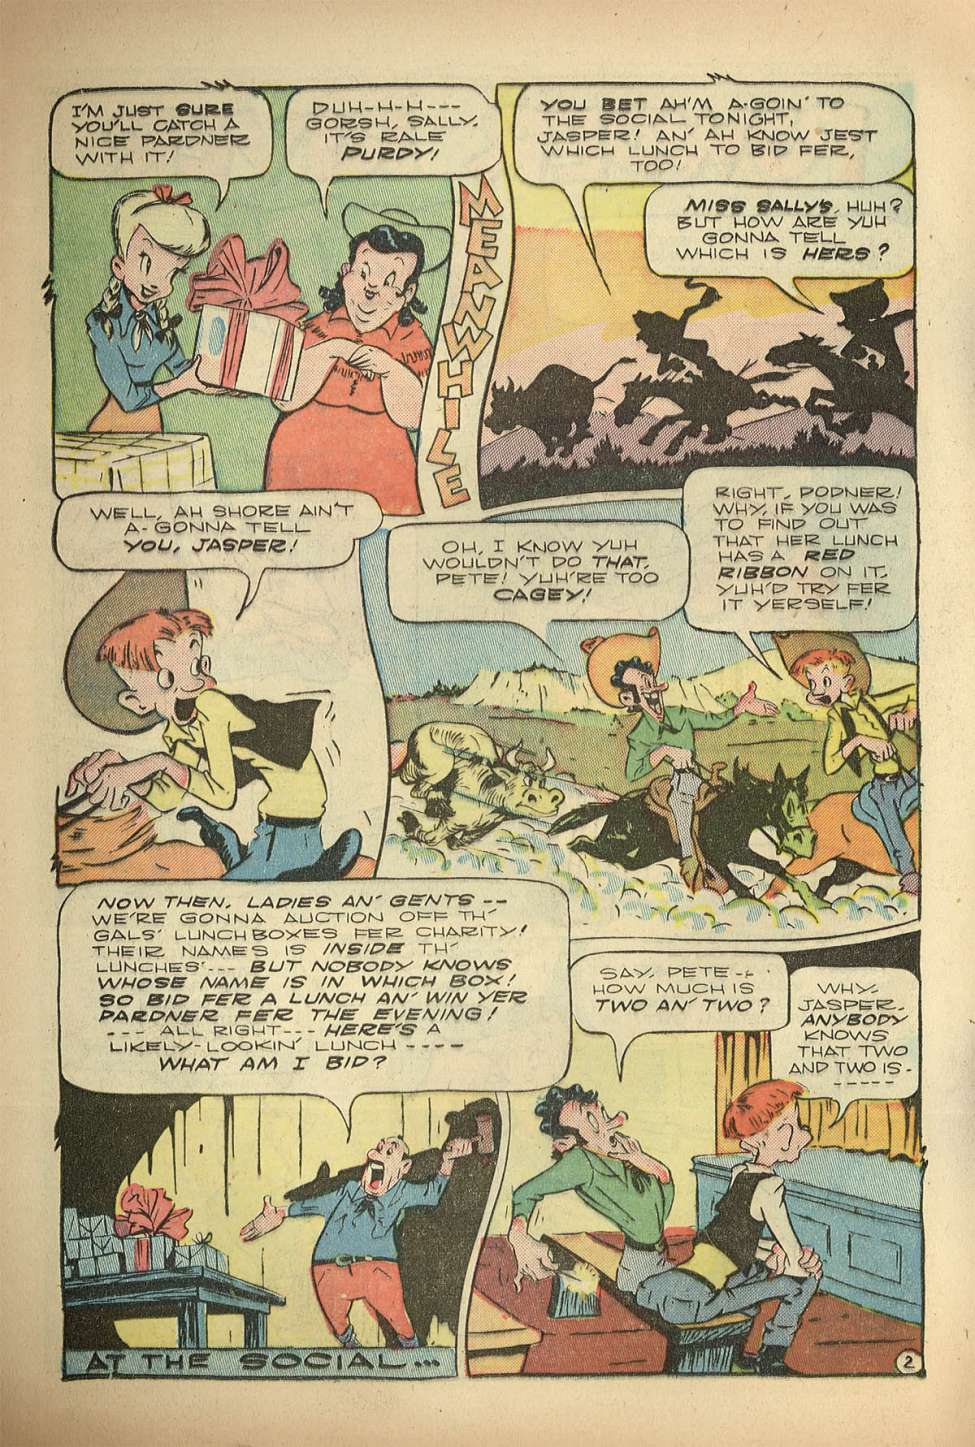 I'M JUST SURE
YOU'LL CATCH A
NICE PARDNER
WITH IT!
DUH-H-H---
GORSH, SALLY,
IT'S RALE
PURDY!
MEANWHILE
YOU BET AH'M A-GOIN' TO
THE SOCIAL TONIGHT,
JASPER! AN' AH KNOW JEST
WHICH LUNCH TO BID FER,
TOO!
MISS SALLY'S, HUH?
BUT HOW ARE YUH
GONNA TELL
WHICH IS HERS?
WELL, AH SHORE AIN'T
A-GONNA TELL
YOU, JASPER!
OH, I KNOW YUH
WOULDN'T DO THAT,
PETE! YUH'RE TOO
CAGEY!
RIGHT, PODNER!
WHY, IF YOU WAS
TO FIND OUT
THAT HER LUNCH
HAS A RED
RIBBON ON IT,
YUH'D TRY FER
IT YERSELF!
NOW THEN, LADIES AN' GENTS --
WE'RE GONNA AUCTION OFF TH'
GALS' LUNCH BOXES FER CHARITY!
THEIR NAMES IS INSIDE TH'
LUNCHES'--- BUT NOBODY KNOWS
WHOSE NAME IS IN WHICH BOX!
SO BID FER A LUNCH AN' WIN YER
PARDNER FER THE EVENING!
---- ALL RIGHT--- HERE'S A
LIKELY-LOOKIN' LUNCH ----
WHAT AM I BID?
AT THE SOCIAL...
SAY, PETE --
HOW MUCH IS
TWO AN' TWO?
WHY,
JASPER,
ANYBODY
KNOWS
THAT TWO
AND TWO IS-
-----
2